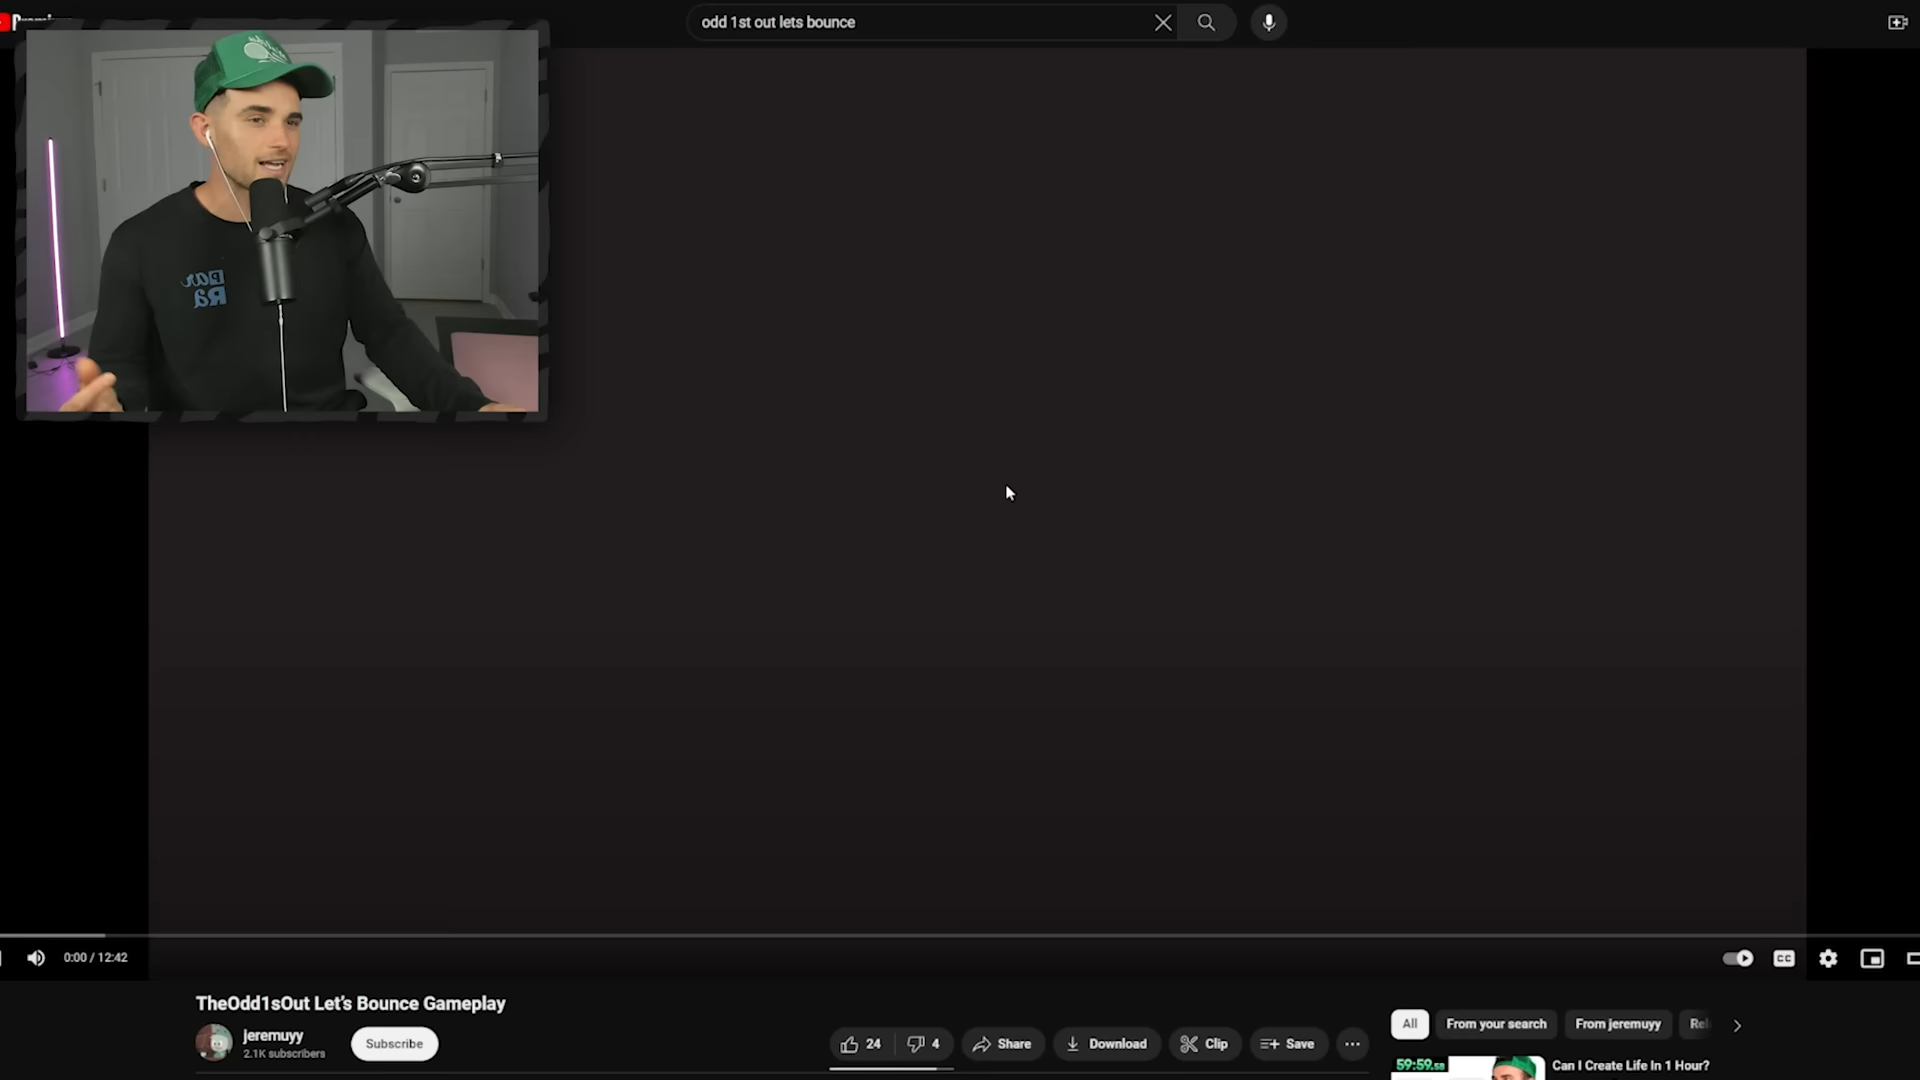 odd 1st out lets bounce
0:00 / 12:42
CC
TheOdd1sOut Let's Bounce Gameplay
jeremuyy
2.1K subscribers
Subscribe
24
4
Share
Download
Clip
Save
All
From your search
From jeremuyy
59:59.58
Can I Create Life In 1 Hour?